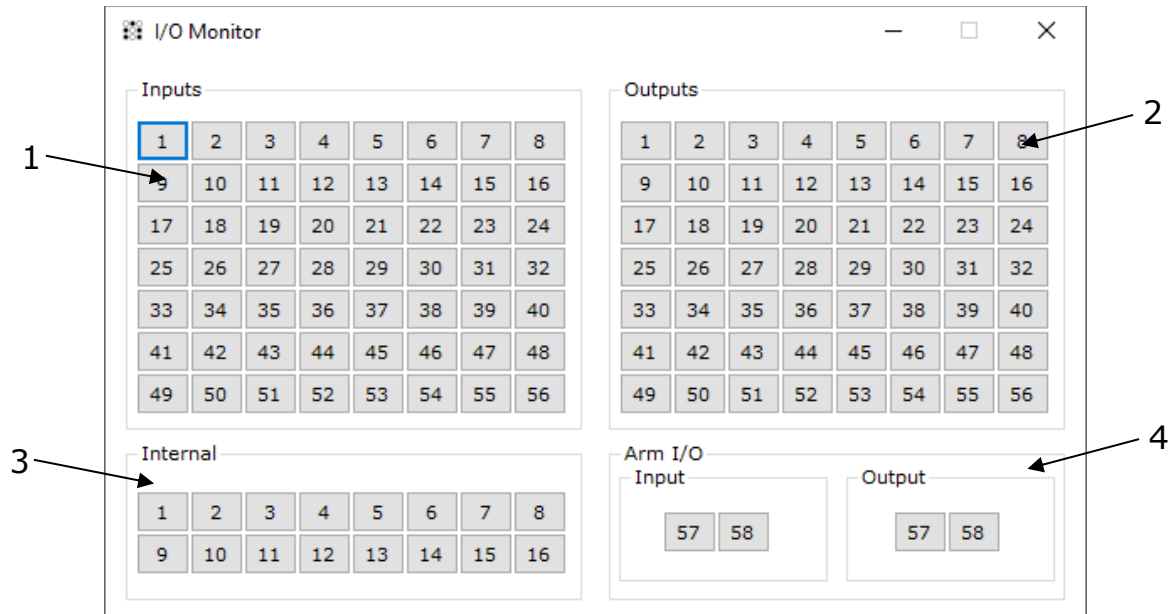 I/O Monitor
Inputs
1 2 3 4 5 6 7 8
9 10 11 12 13 14 15 16
17 18 19 20 21 22 23 24
25 26 27 28 29 30 31 32
33 34 35 36 37 38 39 40
41 42 43 44 45 46 47 48
49 50 51 52 53 54 55 56
Outputs
1 2 3 4 5 6 7 8
9 10 11 12 13 14 15 16
17 18 19 20 21 22 23 24
25 26 27 28 29 30 31 32
33 34 35 36 37 38 39 40
41 42 43 44 45 46 47 48
49 50 51 52 53 54 55 56
Internal
1 2 3 4 5 6 7 8
9 10 11 12 13 14 15 16
Arm I/O
Input
57 58
Output
57 58
1
2
3
4